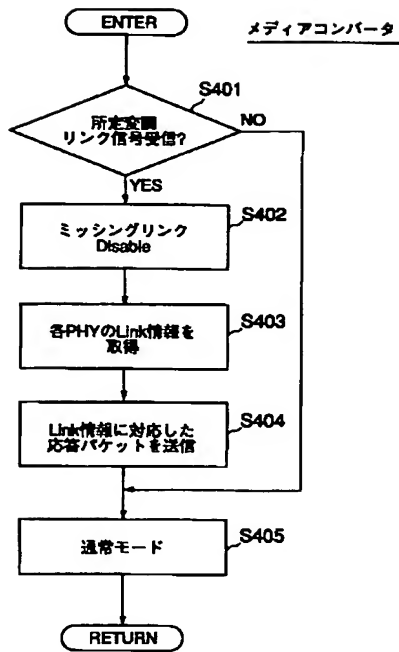 ENTER
メディアコンバータ
S401
所定変調
リンク信号受信?
NO
YES
S402
ミッシングリンク
Disable
S403
各PHYのLink情報を
取得
S404
Link情報に対応した
応答パケットを送信
S405
通常モード
RETURN